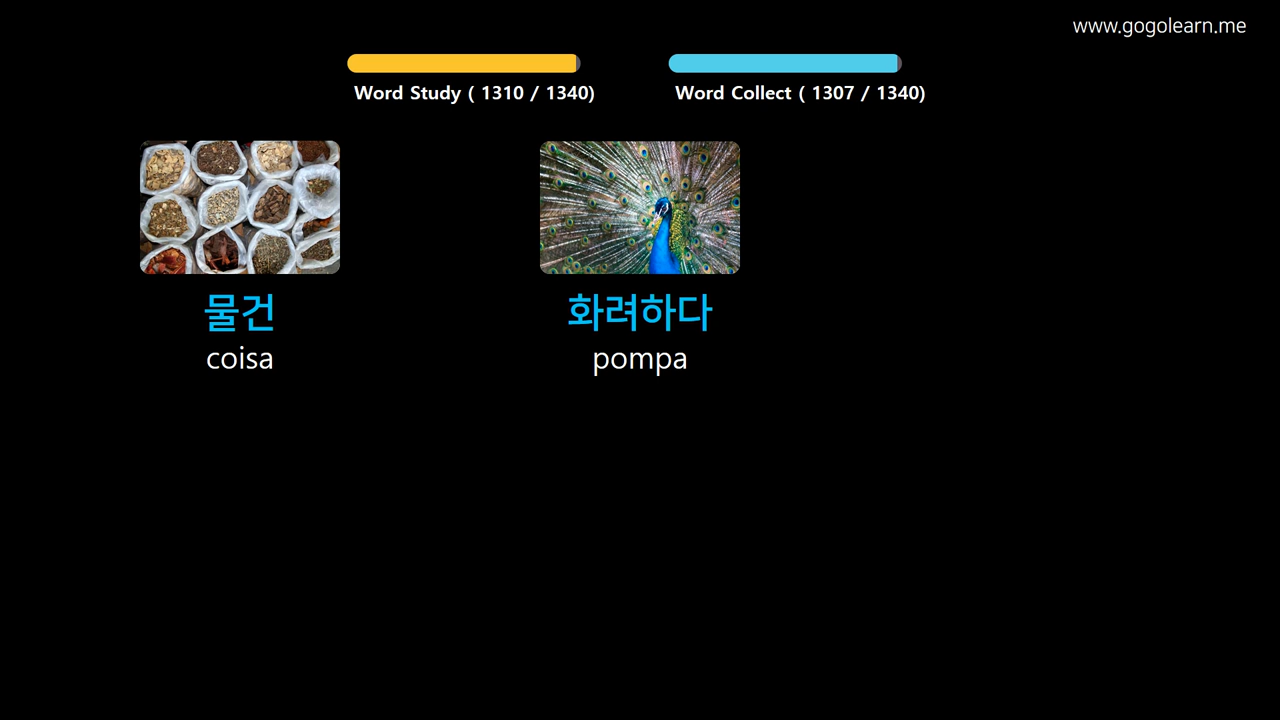 www.gogolearn.me
Word Study ( 1310 / 1340)
Word Collect ( 1307 / 1340)
물건
coisa
화려하다
pompa